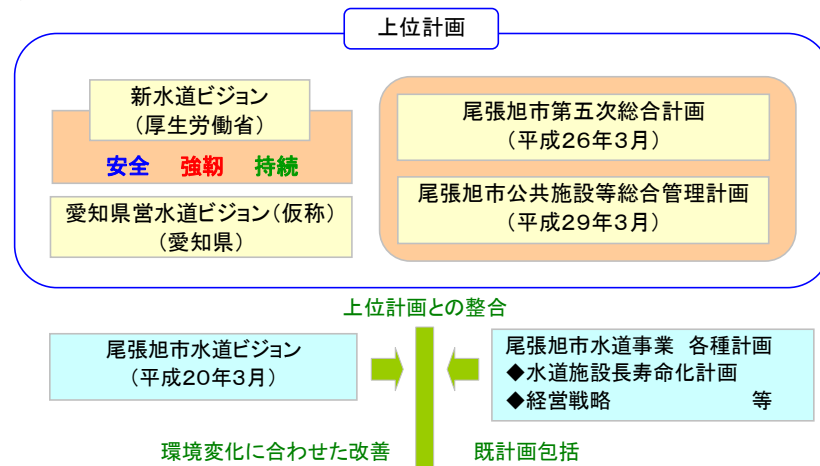 上位計画
新水道ビジョン
（厚生労働省）
安全　強靭　持続
愛知県営水道ビジョン（仮称）
（愛知県）
尾張旭市第五次総合計画
（平成２６年３月）
尾張旭市公共施設等総合管理計画
（平成２９年３月）
上位計画との整合
尾張旭市水道ビジョン
（平成２０年３月）
尾張旭市水道事業　各種計画
◆水道施設長寿命化計画
◆経営戦略　　　　　　等
環境変化に合わせた改善
既計画包括